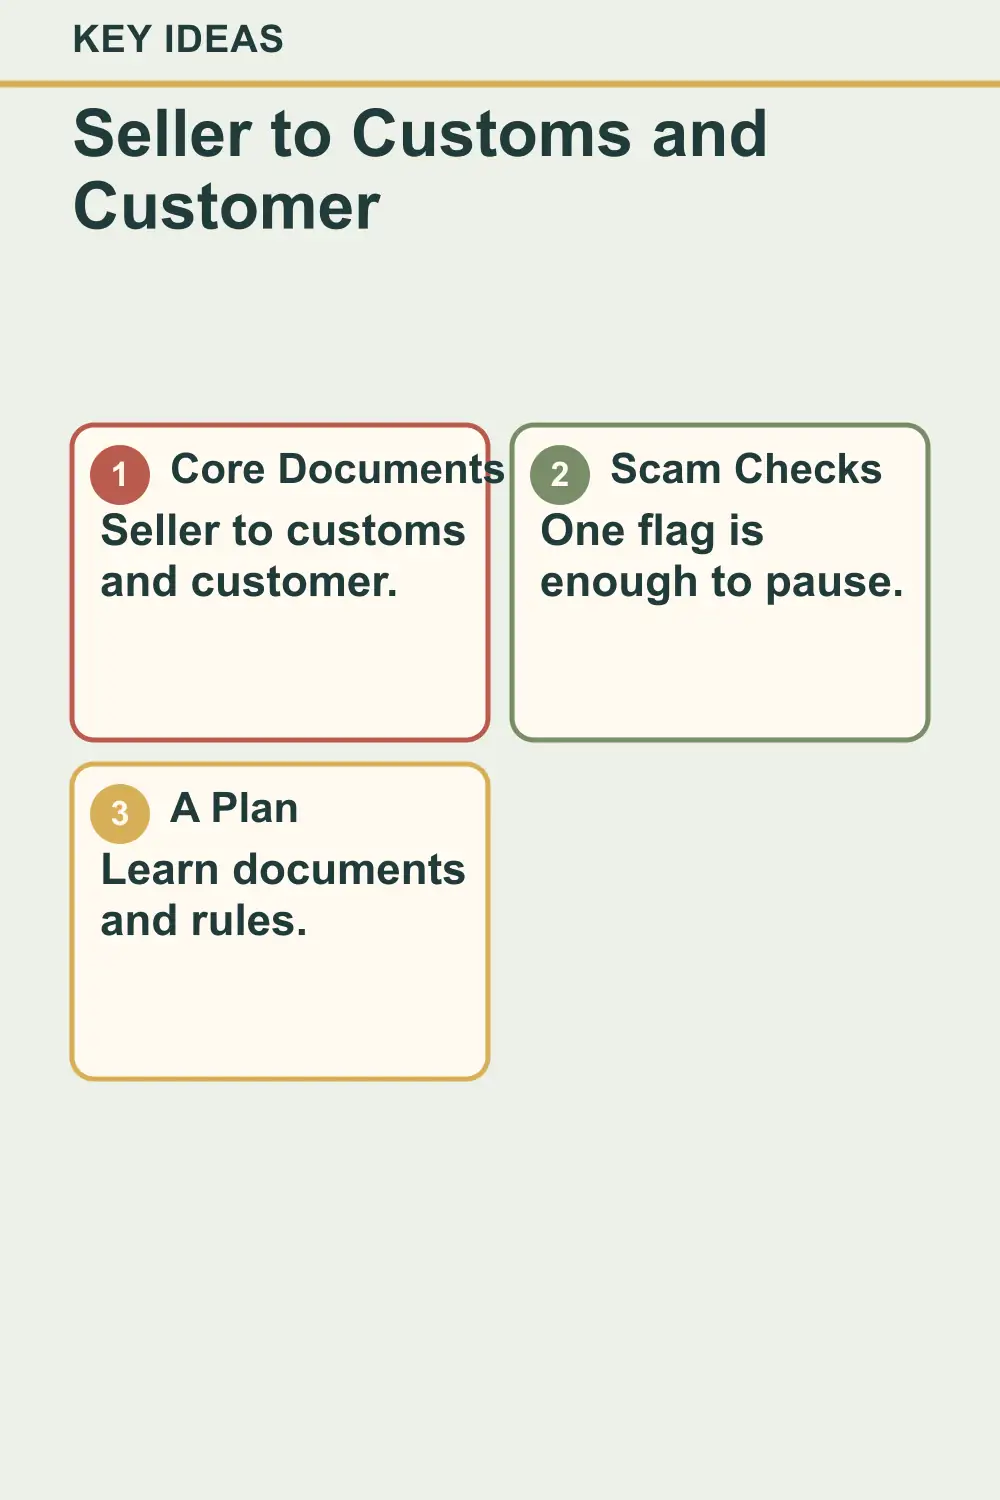 KEY IDEAS
Seller to Customs and
Customer
1 Core Documents
Seller to customs
and customer.
2 Scam Checks
One flag is
enough to pause.
3 A Plan
Learn documents
and rules.